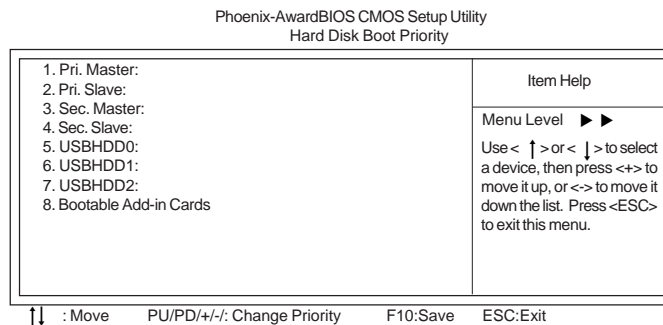 Phoenix-AwardBIOS CMOS Setup Utility
Hard Disk Boot Priority
1. Pri. Master:
2. Pri. Slave:
3. Sec. Master:
4. Sec. Slave:
5. USBHDD0:
6. USBHDD1:
7. USBHDD2:
8. Bootable Add-in Cards
Item Help
Menu Level ▶ ▶
Use < ↑ > or < ↓ > to select
a device, then press <+> to
move it up, or <-> to move it
down the list. Press <ESC>
to exit this menu.
↑↓ : Move PU/PD/+/-/: Change Priority F10:Save ESC:Exit